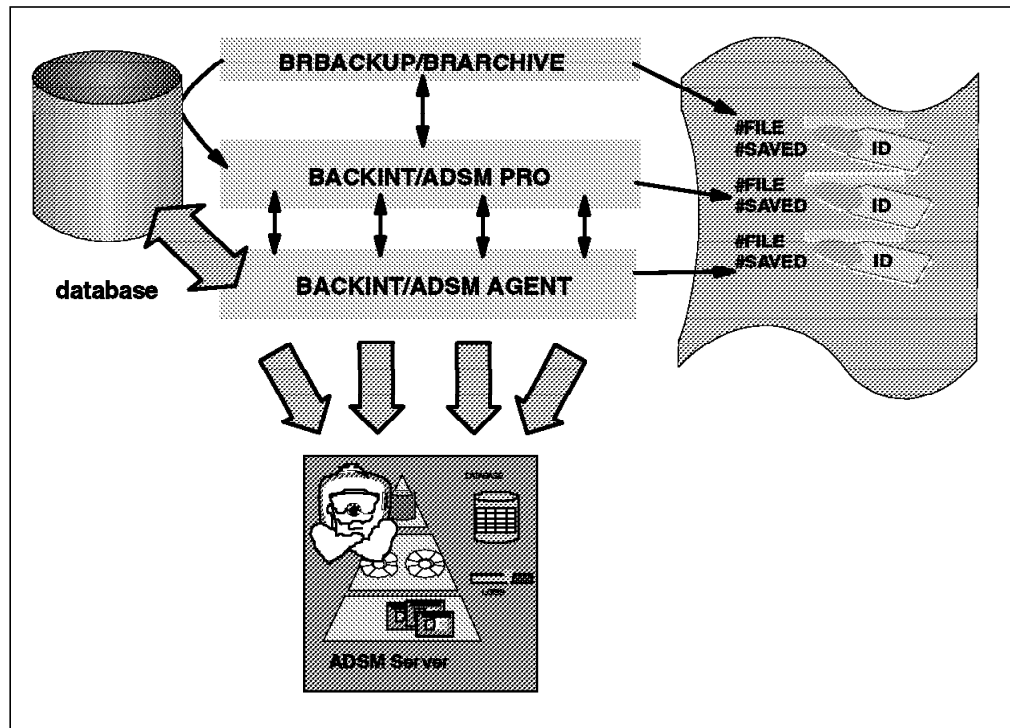 BRBACKUP/BRARCHIVE
#FILE
#SAVED ID
BACKINT/ADSM PRO
#FILE
#SAVED ID
#FILE
#SAVED ID
BACKINT/ADSM AGENT
database
DATABASE
D
D
ADSM Server